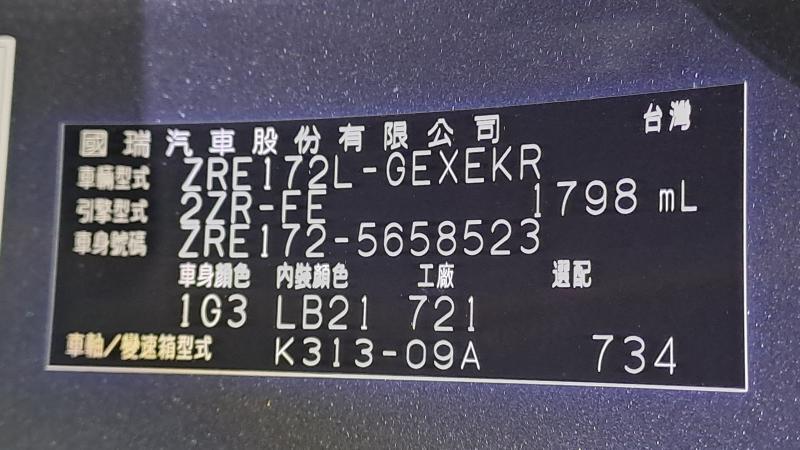 國瑞汽車股份有限公司 台灣
車輛型式 ZRE172L-GEXEKR
引擎型式 2ZR-FE 1798 mL
車身號碼 ZRE172-5658523
車身顏色 內裝顏色 工廠 選配
1G3 LB21 721
車軸/變速箱型式 K313-09A 734